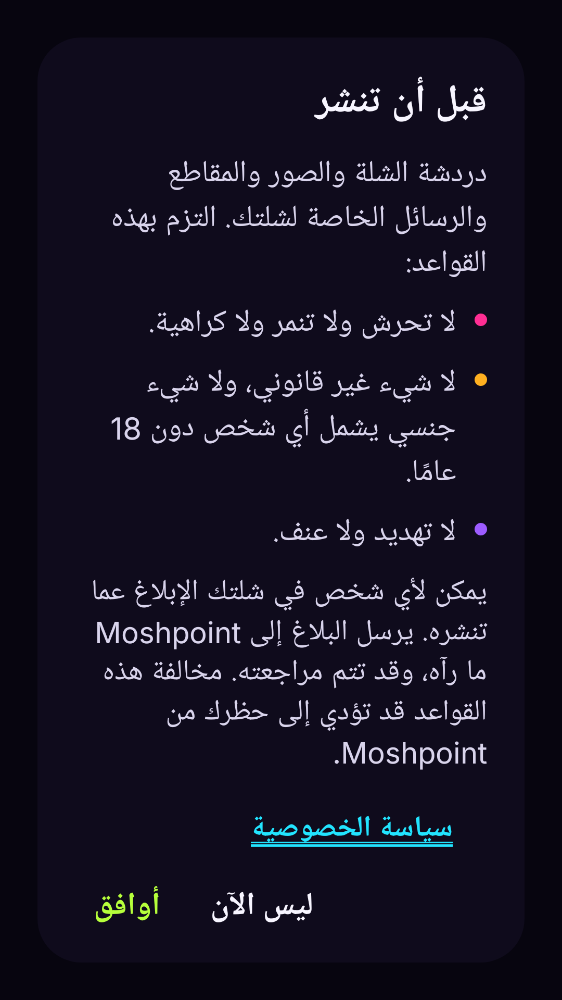 قبل أن تنشر
دردشة الشلة والصور والمقاطع
والرسائل الخاصة لشلتك. التزم بهذه
القواعد:
لا تحرش ولا تنمر ولا كراهية.
لا شيء غير قانوني، ولا شيء
جنسي يشمل أي شخص دون 18
عامًا.
لا تهديد ولا عنف.
يمكن لأي شخص في شلتك الإبلاغ عما
تنشره. يرسل البلاغ إلى Moshpoint
ما رآه، وقد تتم مراجعته. مخالفة هذه
القواعد قد تؤدي إلى حظرك من
Moshpoint.
سياسة الخصوصية
ليس الآن
أوافق